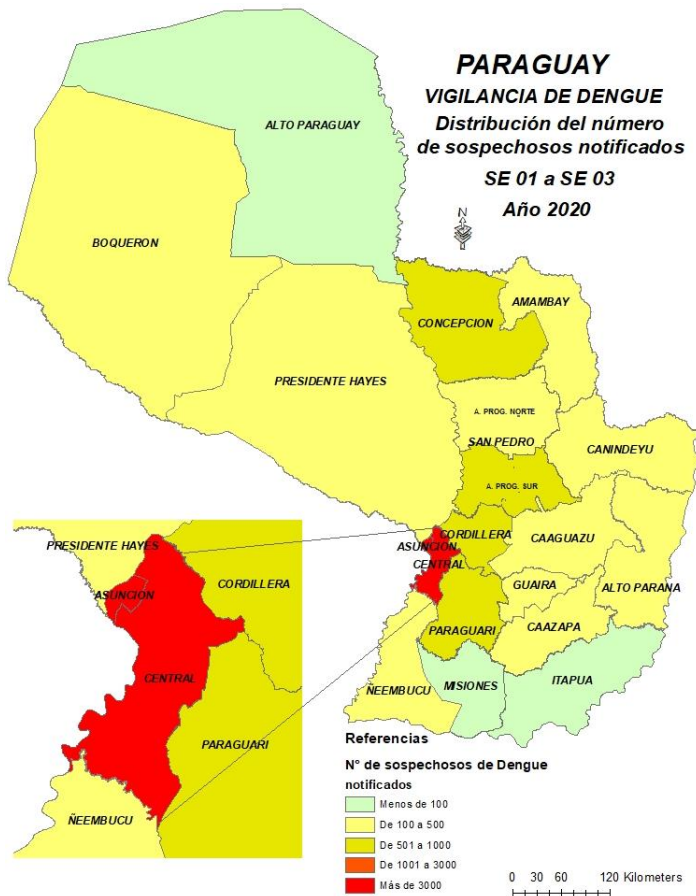 PARAGUAY
VIGILANCIA DE DENGUE
Distribución del número
de sospechosos notificados
SE 01 a SE 03
Año 2020
N
ALTO PARAGUAY
BOQUERON
AMAMBAY
CONCEPCION
PRESIDENTE HAYES
A. PROG. NORTE
SAN PEDRO
CANINDEYU
A. PROG. SUR
CORDILLERA
ASUNCION
CAAGUAZU
CENTRAL
GUAIRA
ALTO PARANA
PARAGUARI
CAAZAPA
ÑEEMBUCU
MISIONES
ITAPUA
PRESIDENTE HAYES
CORDILLERA
ASUNCION
CENTRAL
PARAGUARI
ÑEEMBUCU
Referencias
N° de sospechosos de Dengue
notificados
Menos de 100
De 100 a 500
De 501 a 1000
De 1001 a 3000
Más de 3000
0 30 60 120 Kilometers